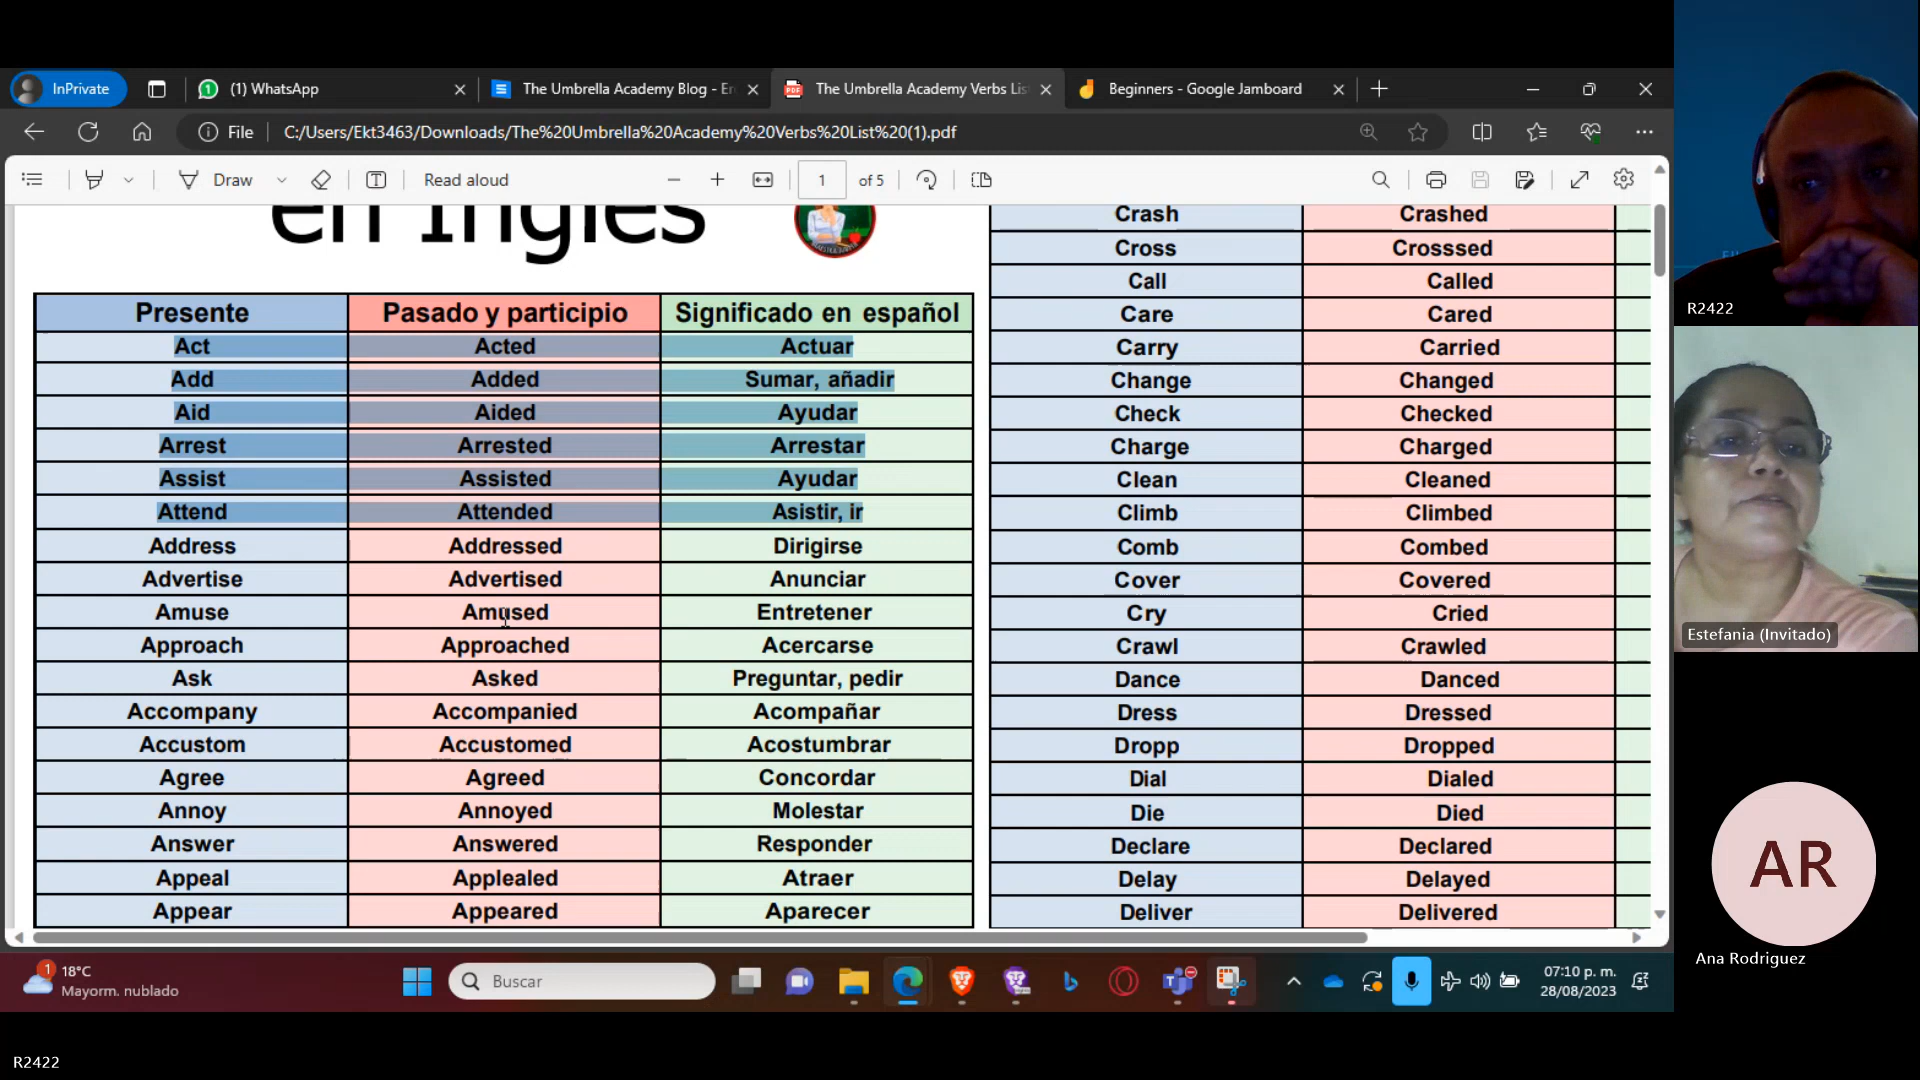 InPrivate
(1) WhatsApp
The Umbrella Academy Blog - En
The Umbrella Academy Verbs Lis
Beginners - Google Jamboard
File
C:/Users/Ekt3463/Downloads/The%20Umbrella%20Academy%20Verbs%20List%20(1).pdf
Draw
Read aloud
1
of 5
en Inglés
Presente Pasado y participio Significado en español
Act Acted Actuar
Add Added Sumar, añadir
Aid Aided Ayudar
Arrest Arrested Arrestar
Assist Assisted Ayudar
Attend Attended Asistir, ir
Address Addressed Dirigirse
Advertise Advertised Anunciar
Amuse Amused Entretener
Approach Approached Acercarse
Ask Asked Preguntar, pedir
Accompany Accompanied Acompañar
Accustom Accustomed Acostumbrar
Agree Agreed Concordar
Annoy Annoyed Molestar
Answer Answered Responder
Appeal Applealed Atraer
Appear Appeared Aparecer
Crash Crashed
Cross Crosssed
Call Called
Care Cared
Carry Carried
Change Changed
Check Checked
Charge Charged
Clean Cleaned
Climb Climbed
Comb Combed
Cover Covered
Cry Cried
Crawl Crawled
Dance Danced
Dress Dressed
Dropp Dropped
Dial Dialed
Die Died
Declare Declared
Delay Delayed
Deliver Delivered
R2422
Estefania (Invitado)
AR
Ana Rodriguez
1
18°C
Mayorm. nublado
Buscar
07:10 p. m.
28/08/2023
R2422